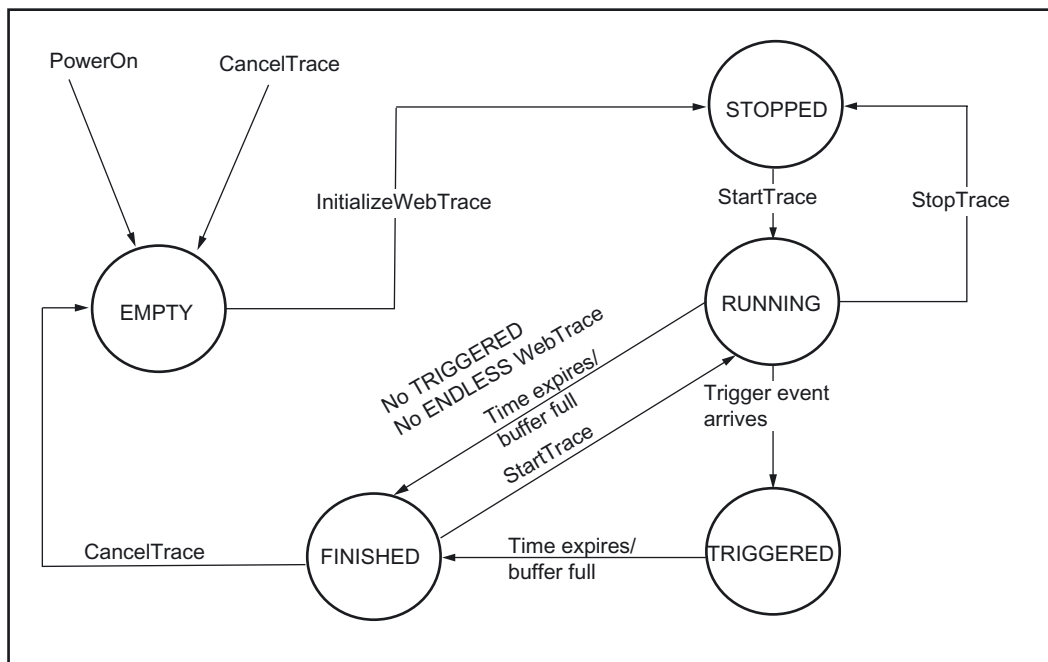 PowerOn
CancelTrace
STOPPED
InitializeWebTrace
StartTrace
StopTrace
EMPTY
RUNNING
No TRIGGERED
No ENDLESS WebTrace
Time expires/
buffer full
StartTrace
Trigger event
arrives
CancelTrace
FINISHED
Time expires/
buffer full
TRIGGERED